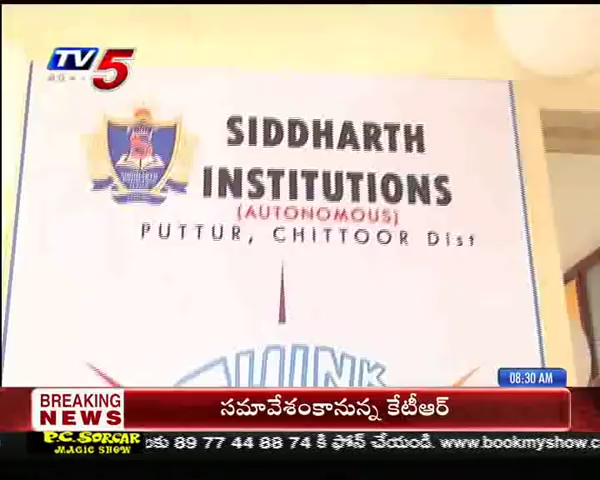 TV5
SIDDHARTH
INSTITUTIONS
(AUTONOMOUS)
PUTTUR, CHITTOOR Dist
THINK
08:30 AM
BREAKING
NEWS
సమావేశంకానున్న కేటీఆర్
P.C. SORCAR
MAGIC SHOW
కు 89 77 44 88 74 కి ఫోన్ చేయండి. www.bookmyshow.c